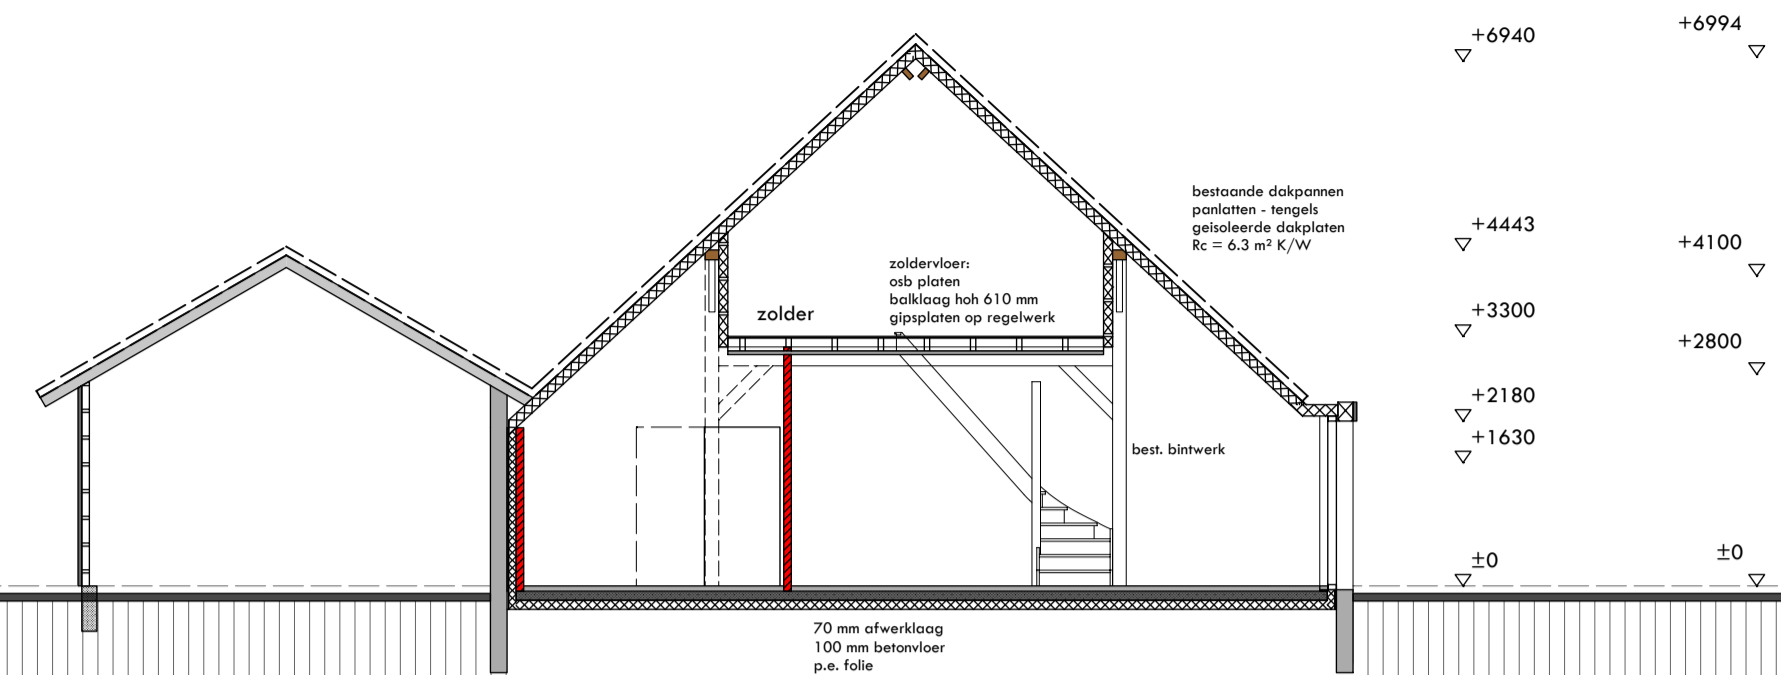 +6994
+6940
bestaande dakpannen
panlatten - tengels
geisoleerde dakplaten
Rc = 6.3 m² K/W
+4443
+4100
zoldervloer:
osb platen
balklaag hoh 610 mm
gipsplaten op regelwerk
zolder
+3300
+2800
+2180
+1630
best. bintwerk
±0
±0
70 mm afwerklaag
100 mm betonvloer
p.e. folie